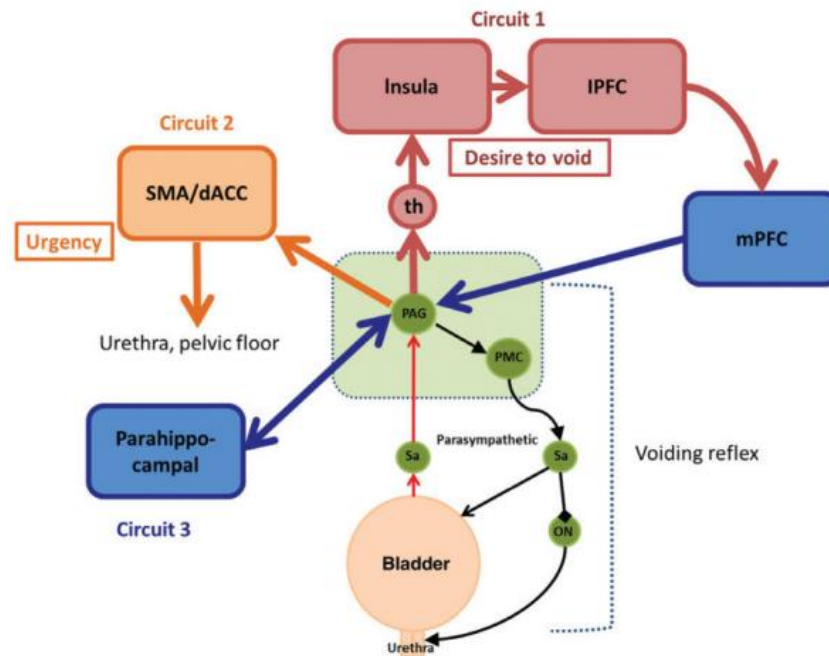 Circuit 1
Insula
lPFC
Circuit 2
Desire to void
SMA/dACC
th
Urgency
mPFC
PAG
Urethra, pelvic floor
PMC
Parahippo-
campal
Parasympathetic
Sa
Sa
Voiding reflex
Circuit 3
ON
Bladder
Urethra